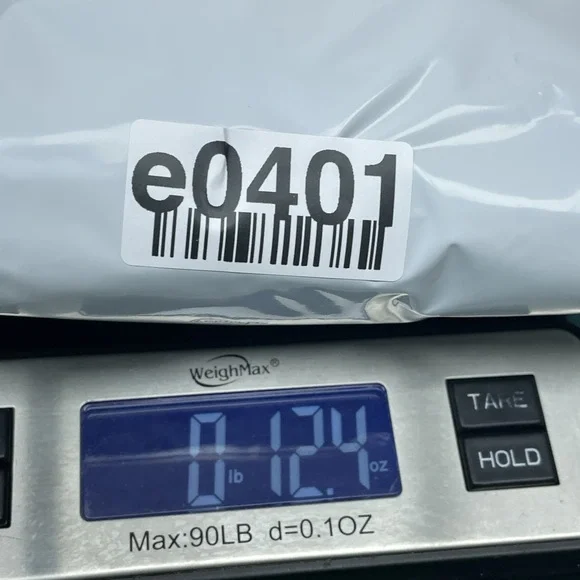 e0401
WeighMax®
0 lb 12.4 oz
TARE
HOLD
Max:90LB d=0.1OZ